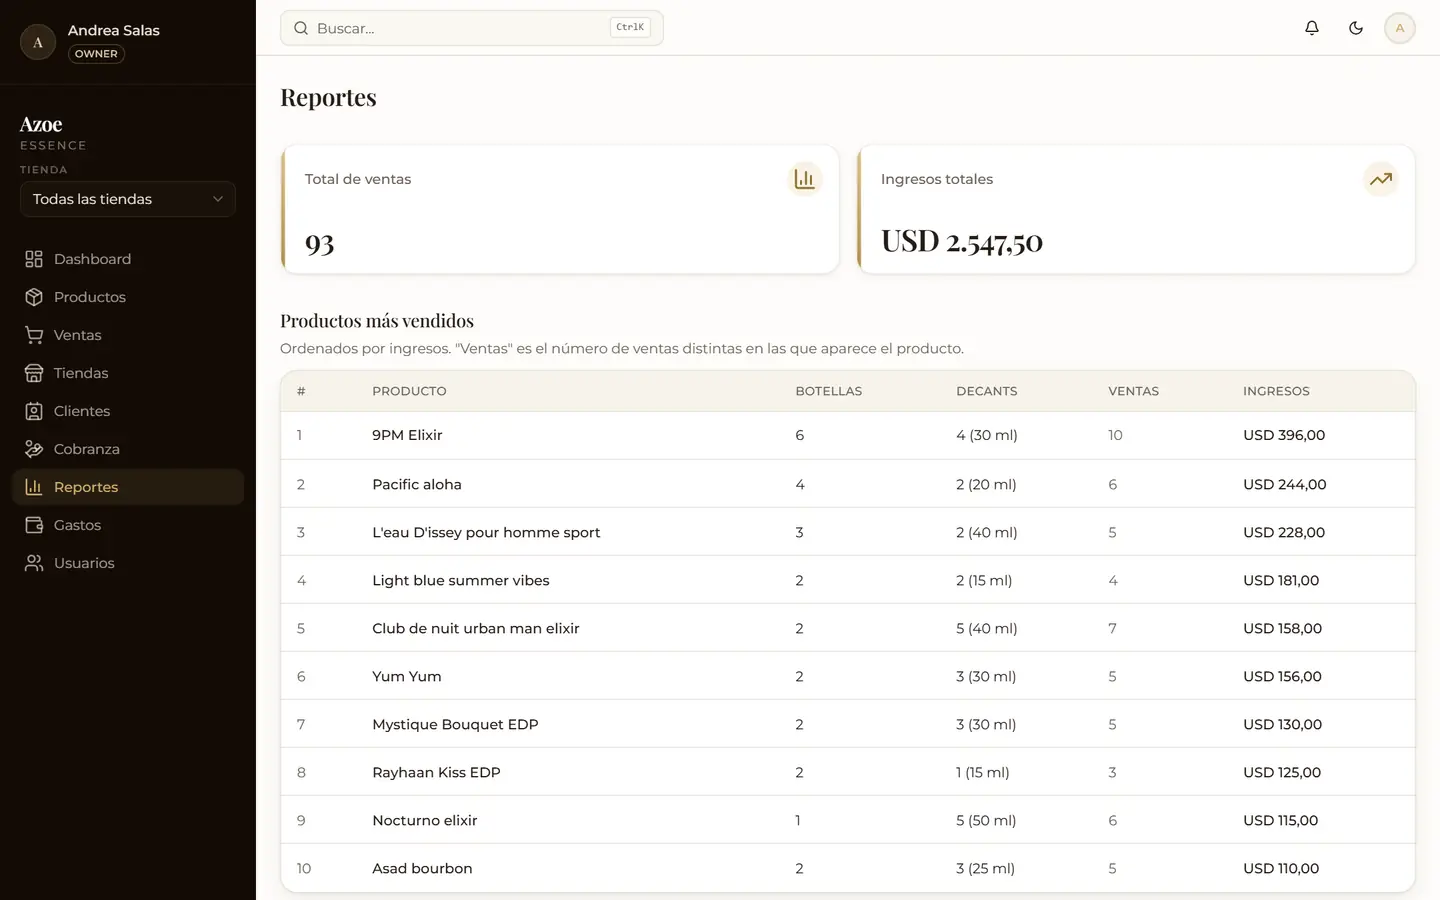 A
Andrea Salas
OWNER
Azoe
ESSENCE
TIENDA
Todas las tiendas
Dashboard
Productos
Ventas
Tiendas
Clientes
Cobranza
Reportes
Gastos
Usuarios
Buscar...
CtrlK
A
Reportes
Total de ventas
93
Ingresos totales
USD 2.547,50
Productos más vendidos
Ordenados por ingresos. "Ventas" es el número de ventas distintas en las que aparece el producto.
# PRODUCTO BOTELLAS DECANTS VENTAS INGRESOS
1 9PM Elixir 6 4 (30 ml) 10 USD 396,00
2 Pacific aloha 4 2 (20 ml) 6 USD 244,00
3 L'eau D'issey pour homme sport 3 2 (40 ml) 5 USD 228,00
4 Light blue summer vibes 2 2 (15 ml) 4 USD 181,00
5 Club de nuit urban man elixir 2 5 (40 ml) 7 USD 158,00
6 Yum Yum 2 3 (30 ml) 5 USD 156,00
7 Mystique Bouquet EDP 2 3 (30 ml) 5 USD 130,00
8 Rayhaan Kiss EDP 2 1 (15 ml) 3 USD 125,00
9 Nocturno elixir 1 5 (50 ml) 6 USD 115,00
10 Asad bourbon 2 3 (25 ml) 5 USD 110,00